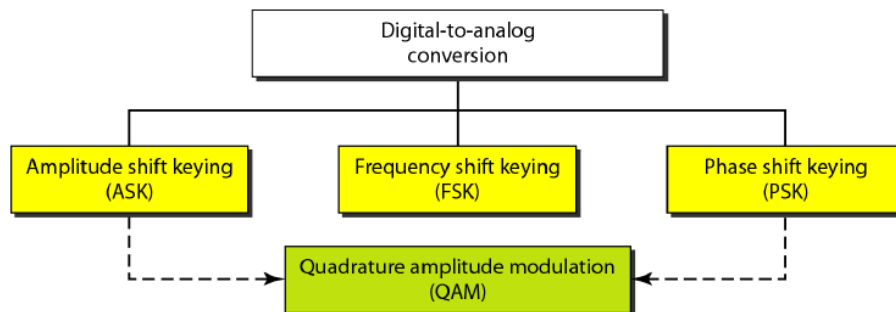 Digital-to-analog
conversion
Amplitude shift keying
(ASK)
Frequency shift keying
(FSK)
Phase shift keying
(PSK)
Quadrature amplitude modulation
(QAM)